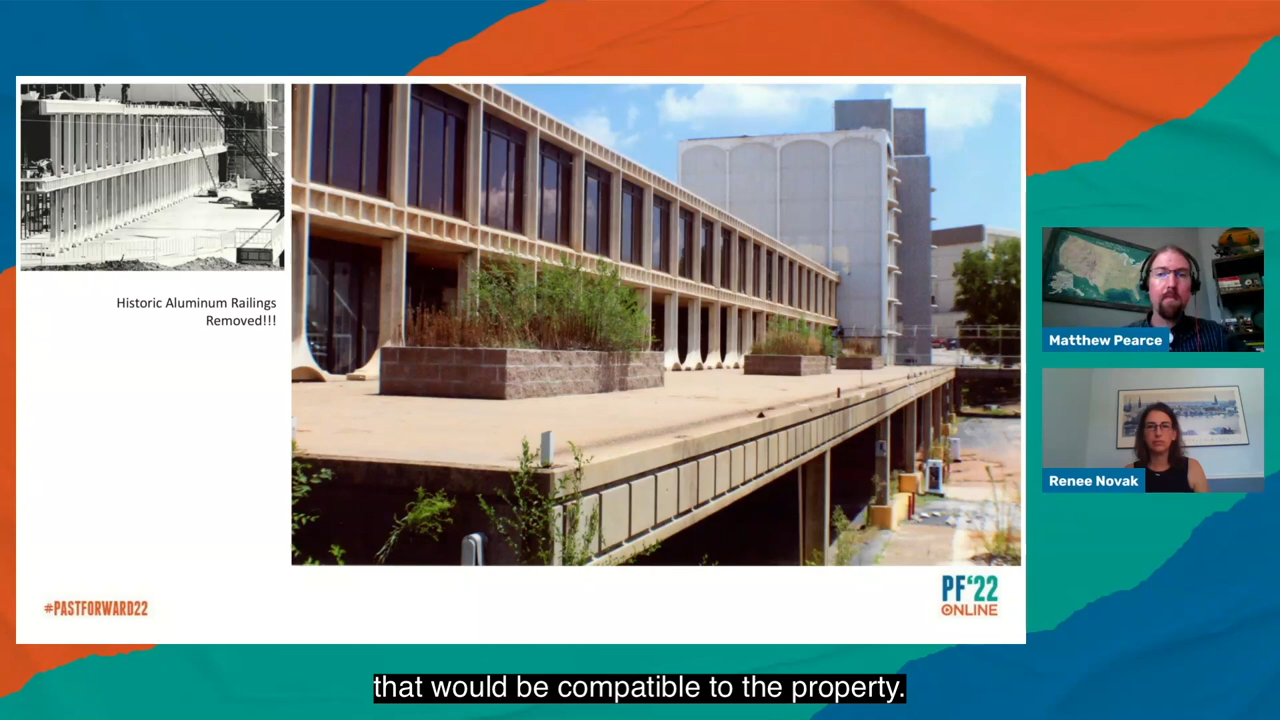 Historic Aluminum Railings
Removed!!!
Matthew Pearce
Renee Novak
#PASTFORWARD22
PF‘22
ONLINE
that would be compatible to the property.